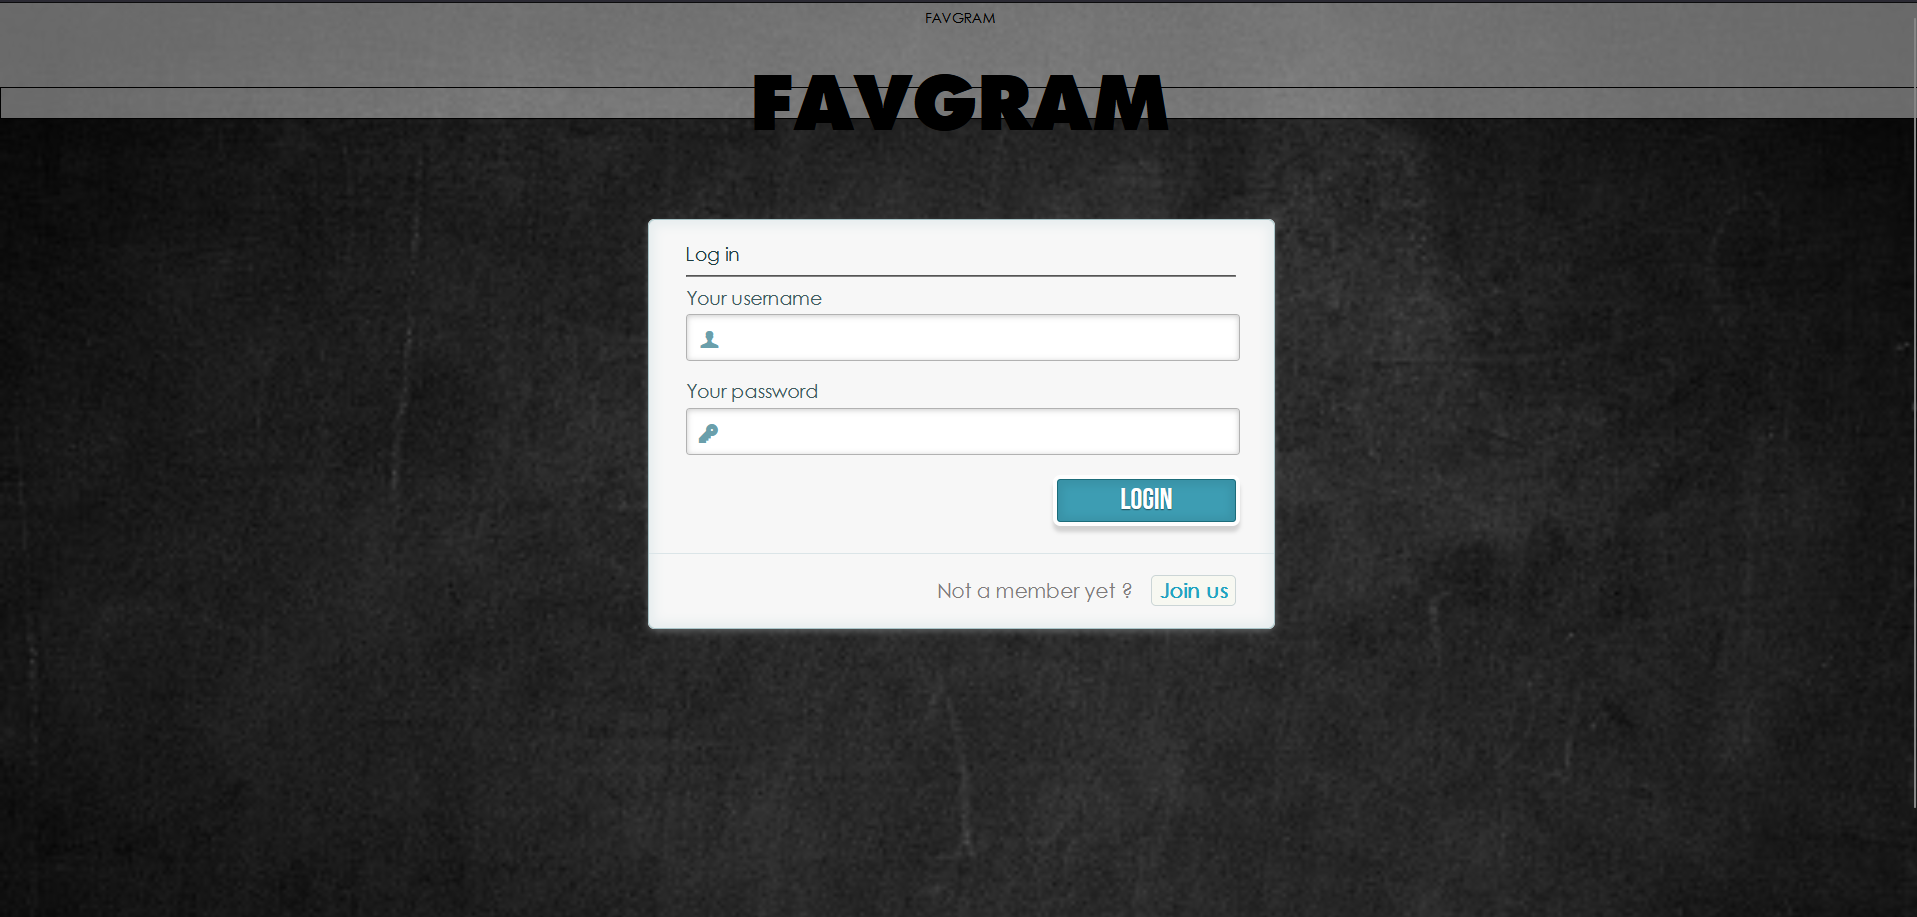 FAVGRAM
FAVGRAM
Log in
Your username
Your password
LOGIN
Not a member yet ? Join us